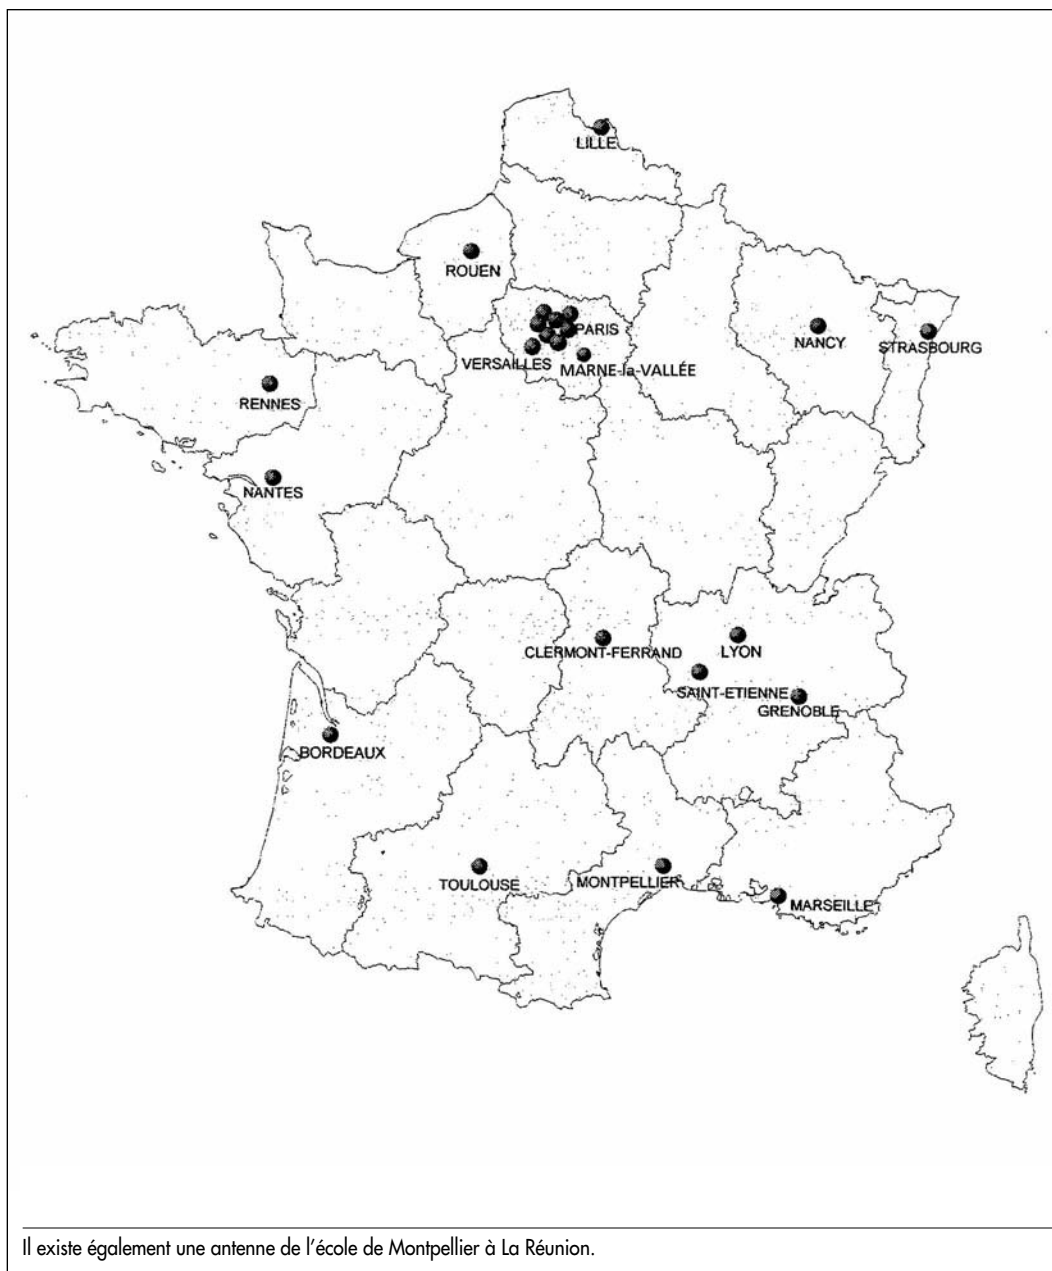 LILLE
ROUEN
PARIS
NANCY
STRASBOURG
VERSAILLES
MARNE-la-VALLÉE
RENNES
NANTES
CLERMONT-FERRAND
LYON
SAINT-ETIENNE
GRENOBLE
BORDEAUX
TOULOUSE
MONTPELLIER
MARSEILLE
Il existe également une antenne de l'école de Montpellier à La Réunion.